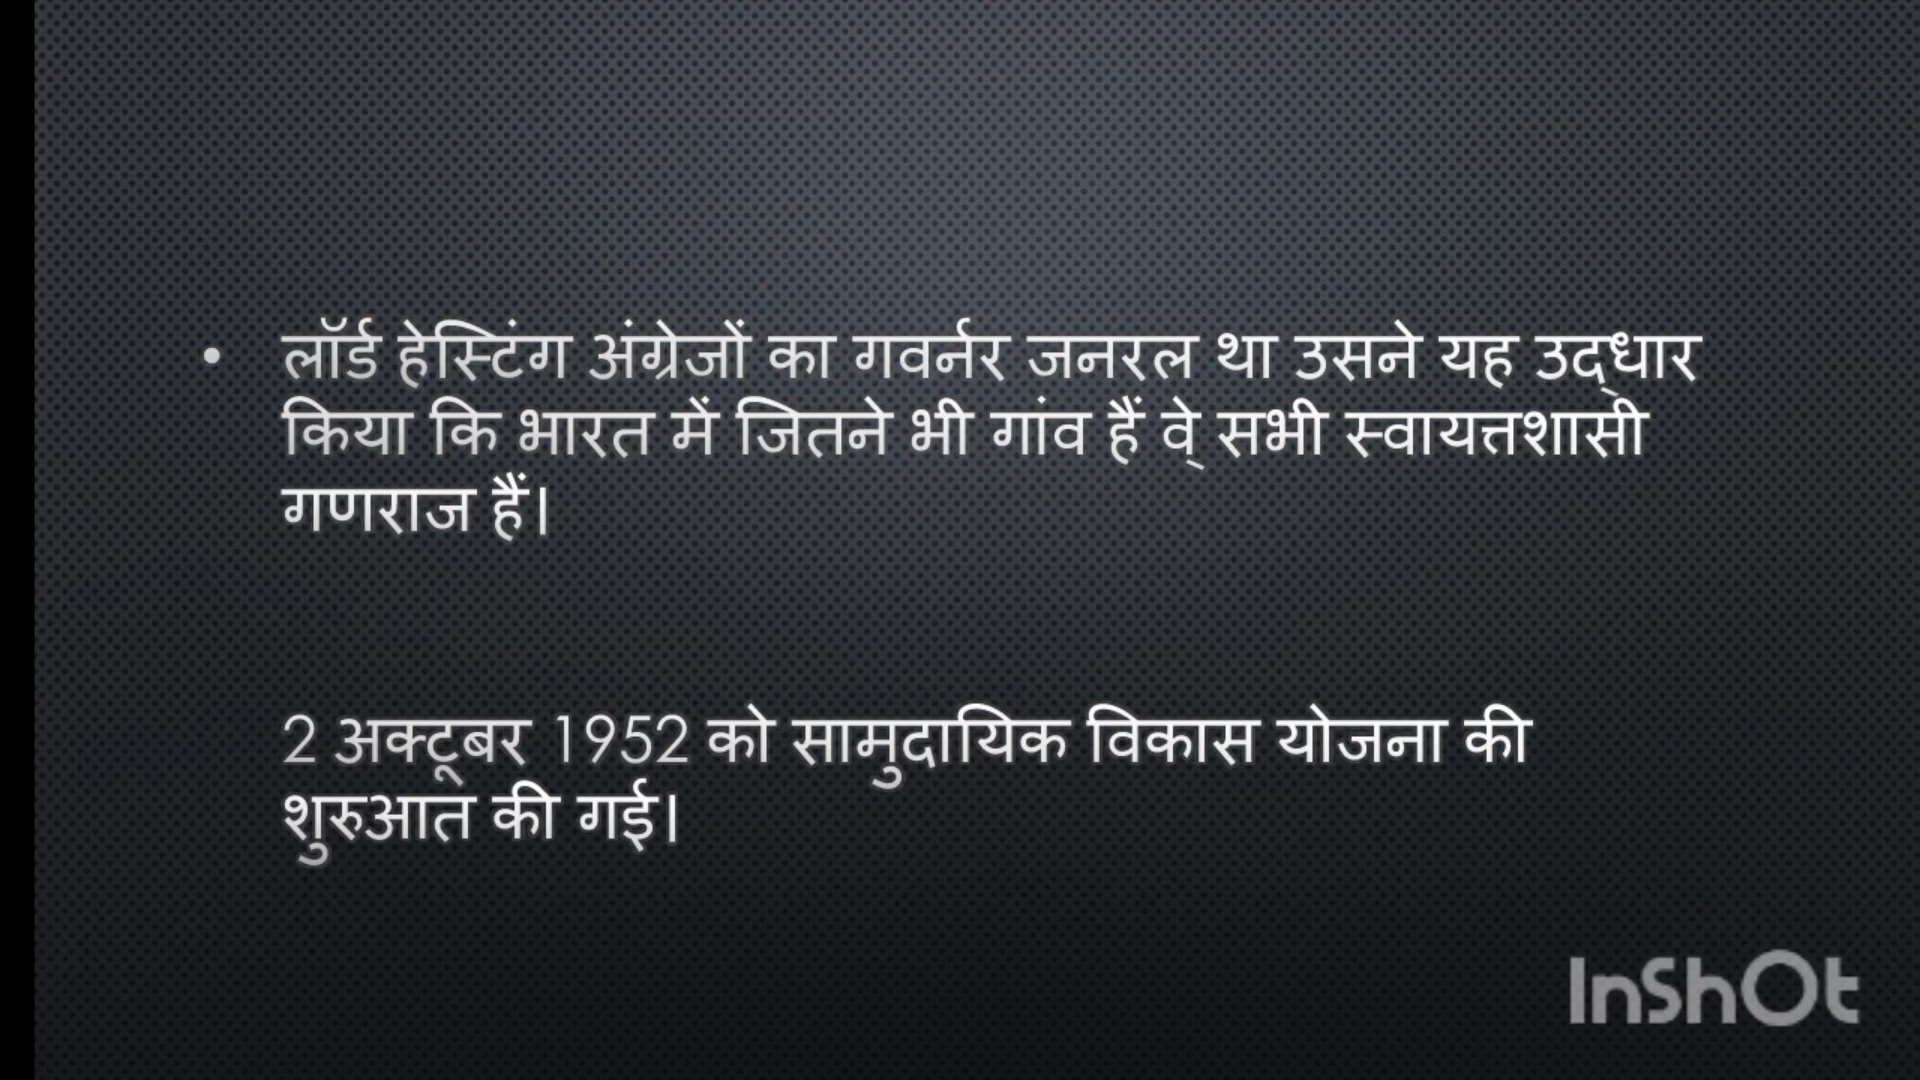 • लॉर्ड हेस्टिंग अंग्रेजों का गवर्नर जनरल था उसने यह उद्धार
किया कि भारत में जितने भी गांव हैं वे् सभी स्वायत्तशासी
गणराज हैं।
2 अक्टूबर 1952 को सामुदायिक विकास योजना की
शुरुआत की गई।
InShOt